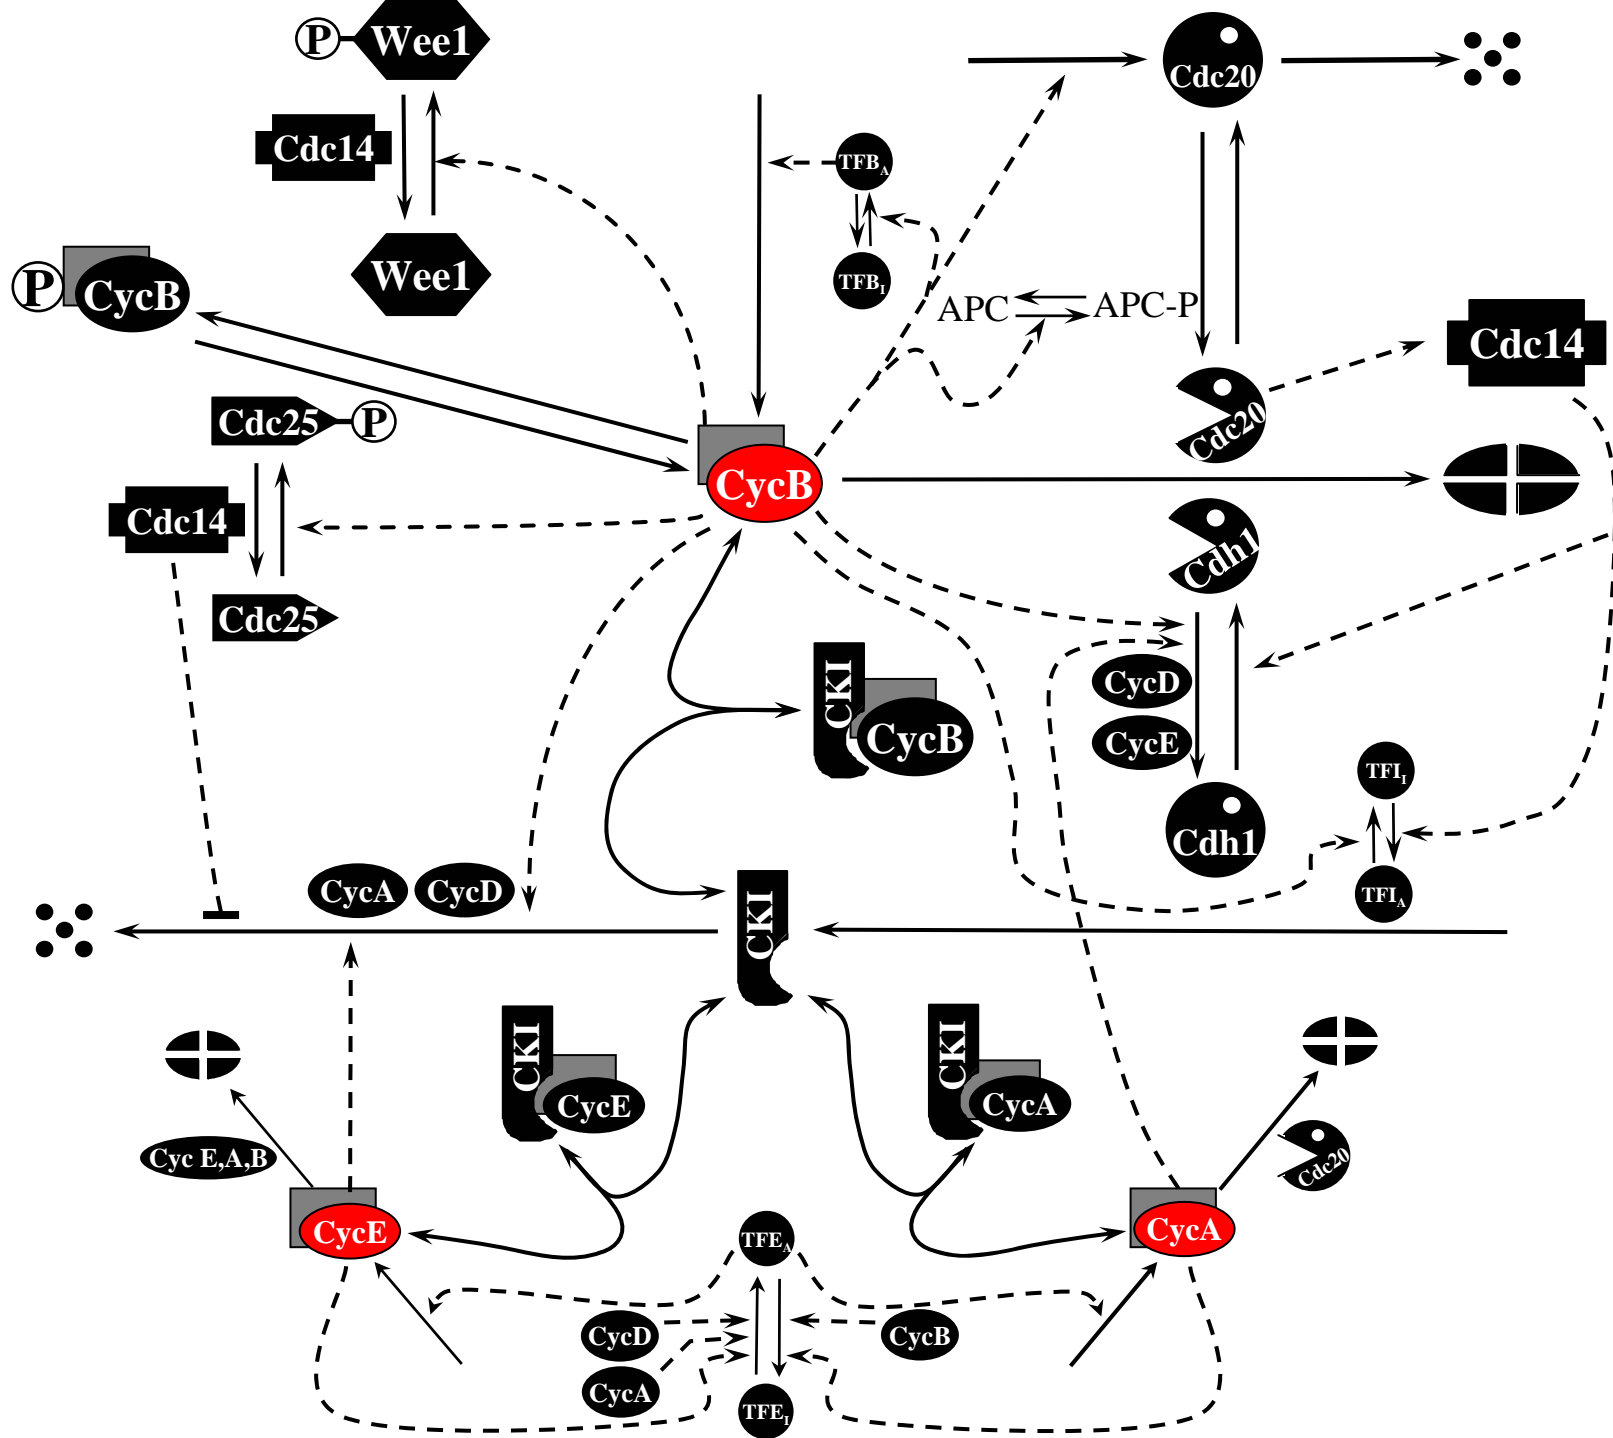 P
Wee1
Cdc20
Cdc14
TFBA
Wee1
TFBI
P
CycB
APC
APC-P
Cdc14
Cdc25
P
Cdc20
CycB
Cdc14
Cdh1
Cdc25
CKI
CycB
CycD
CycE
TFII
Cdh1
CycA
CycD
CKI
TFIA
CKI
CycE
CKI
CycA
Cyc E,A,B
Cdc20
CycE
CycA
TFEA
CycD
CycB
CycA
TFEI